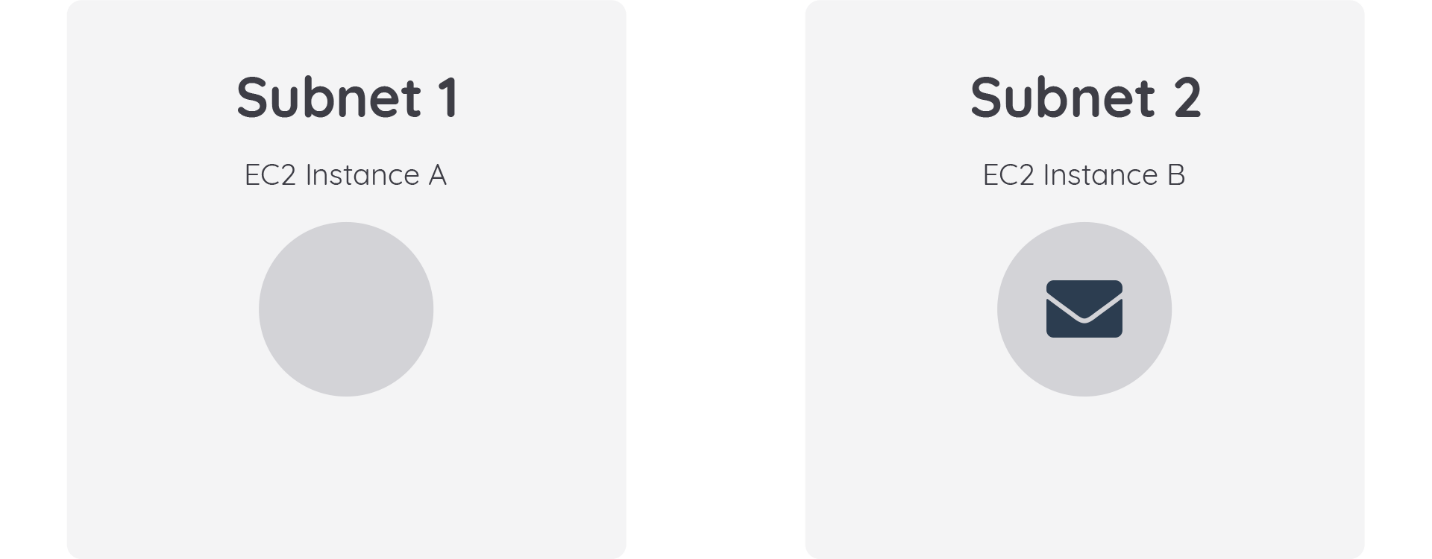 Subnet 1
EC2 Instance A
Subnet 2
EC2 Instance B